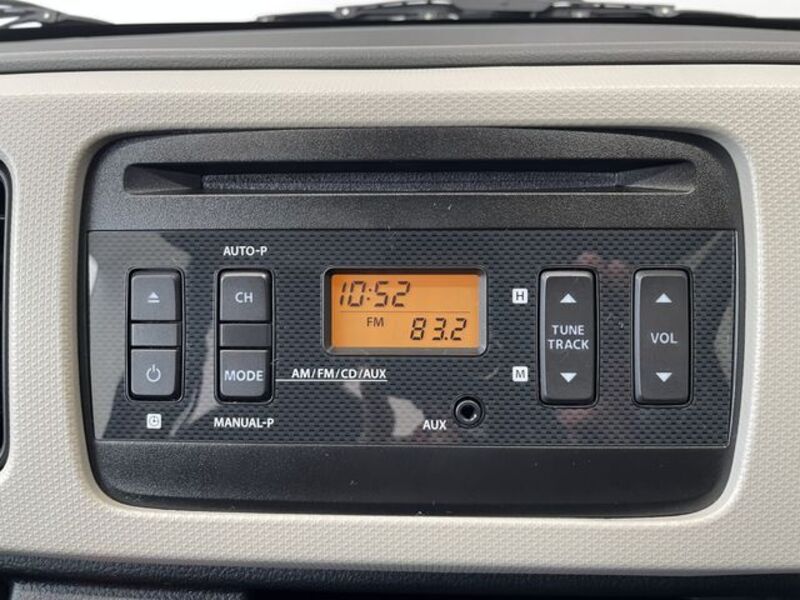 AUTO-P
CH
MODE
AM/FM/CD/AUX
MANUAL-P
10:52
FM 83.2
AUX
H
M
TUNE
TRACK
VOL